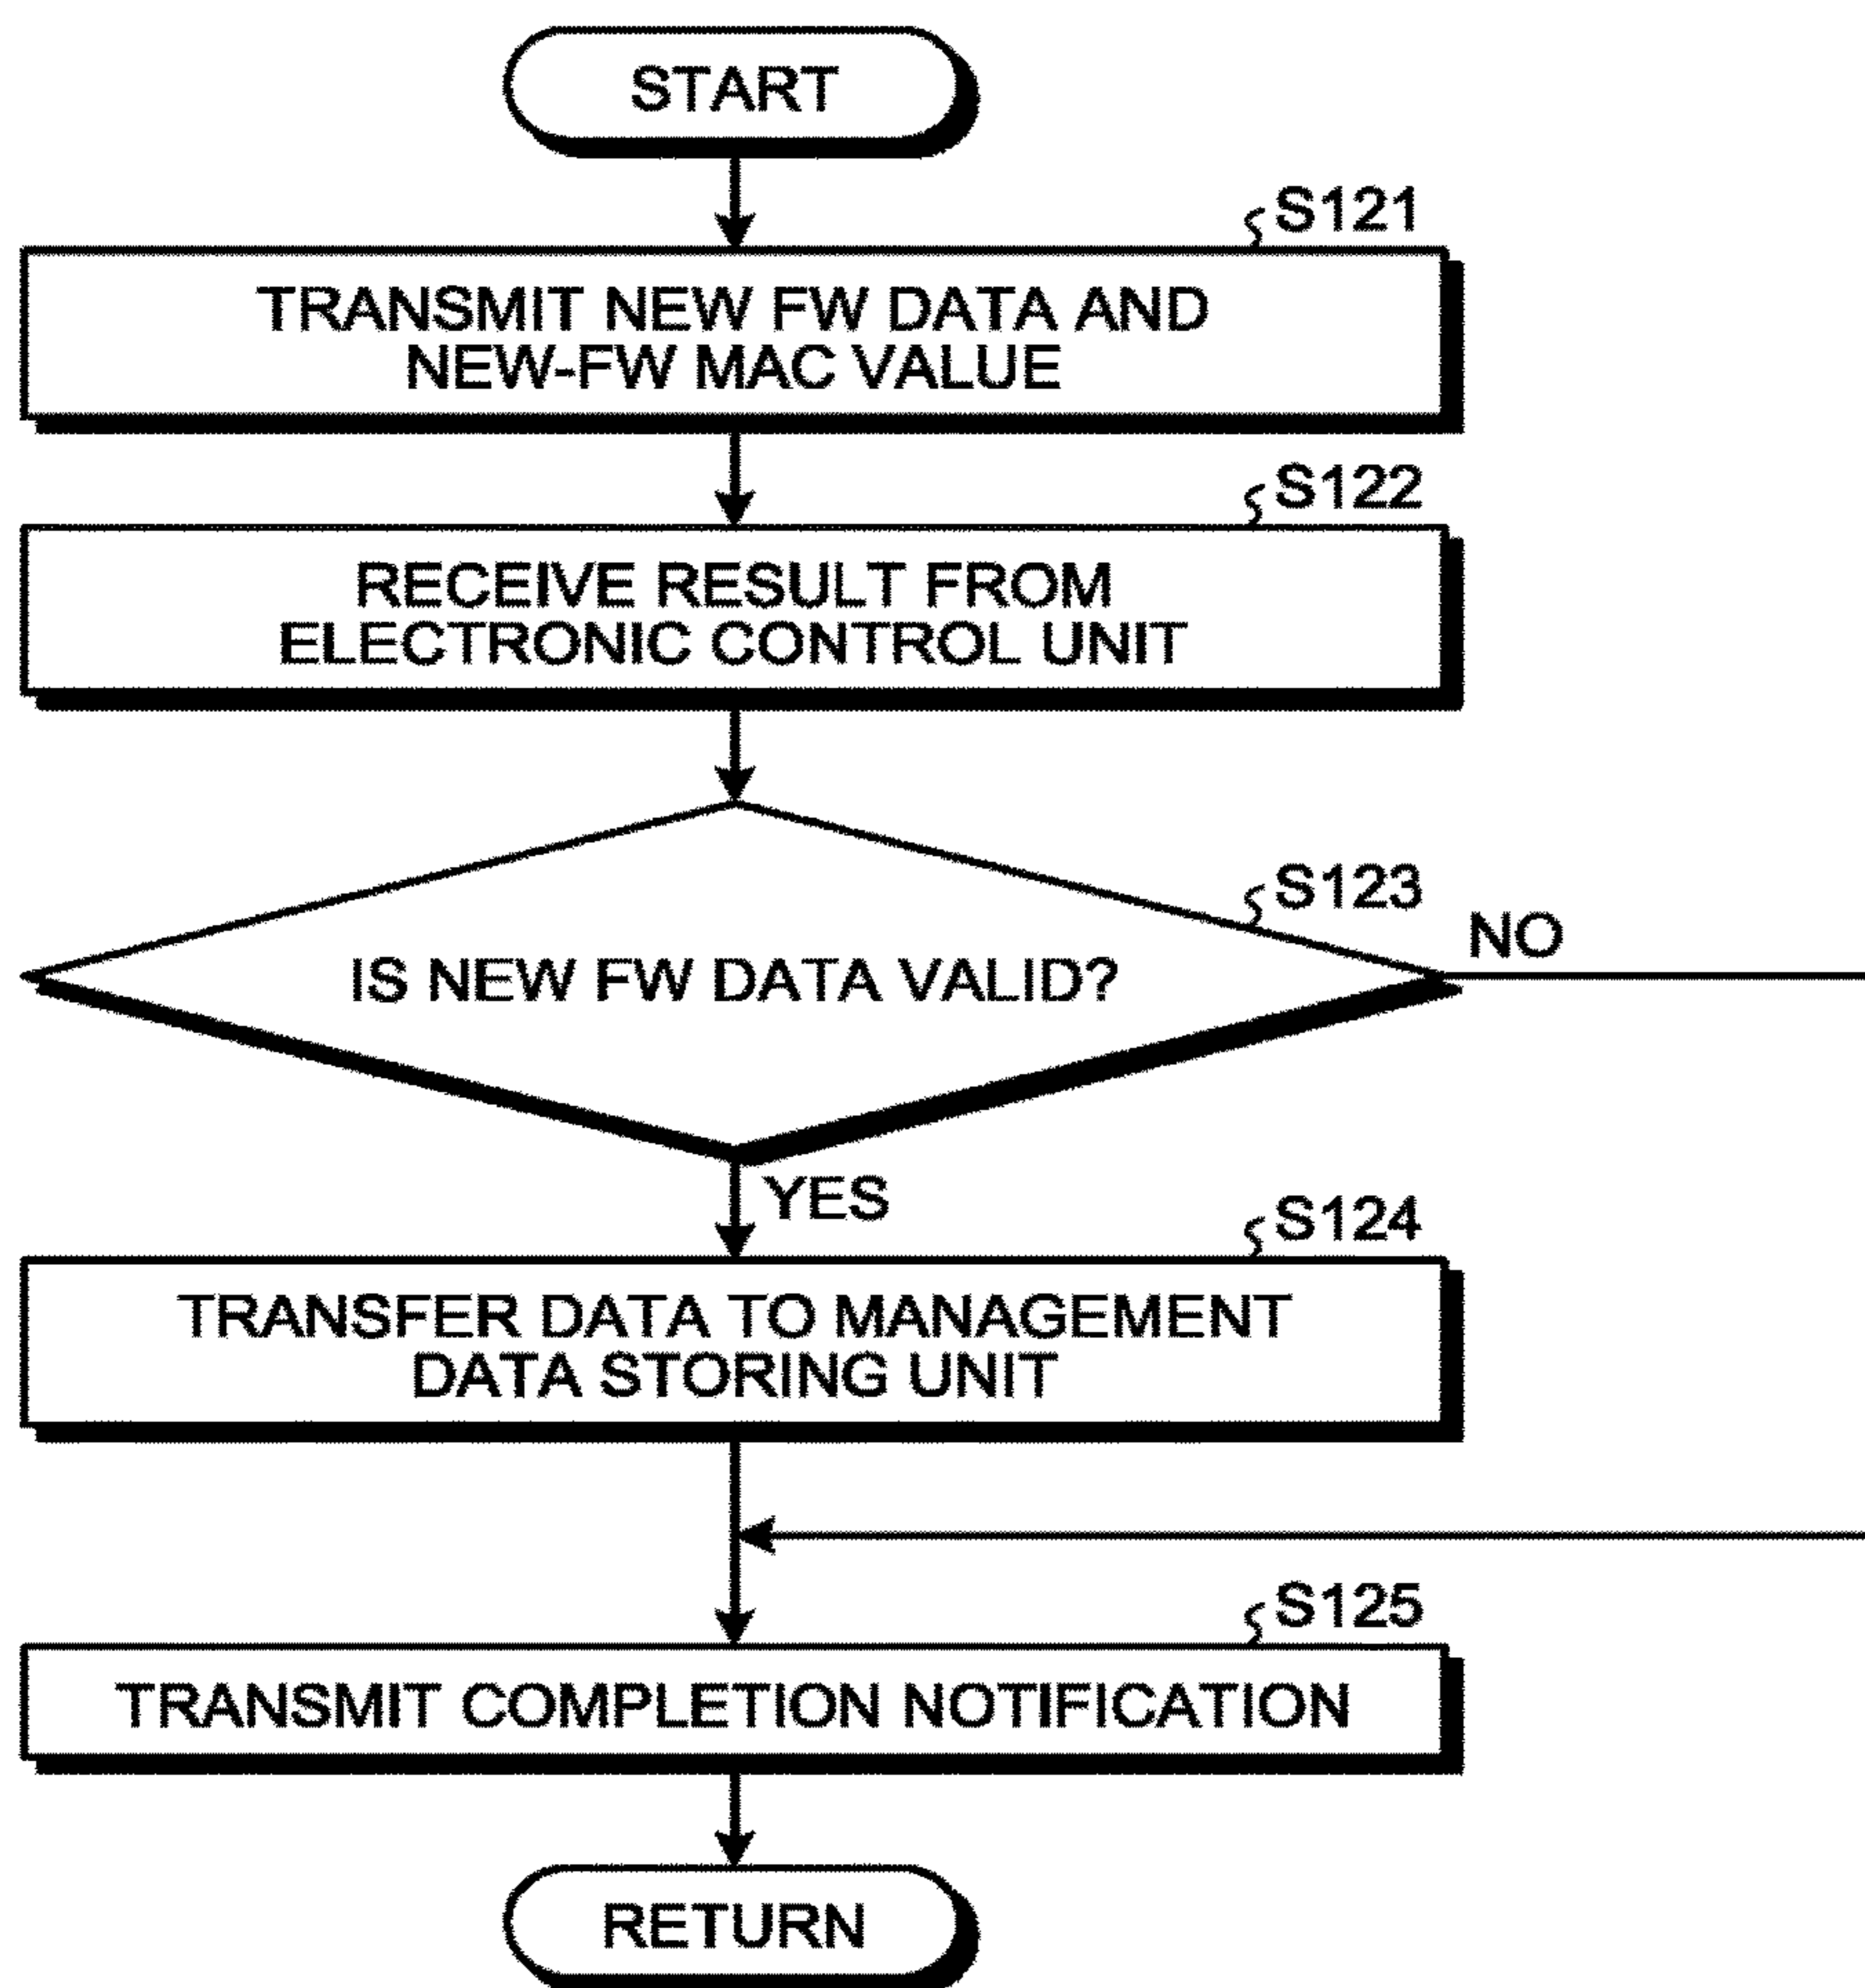 START
S121
TRANSMIT NEW FW DATA AND
NEW-FW MAC VALUE
S122
RECEIVE RESULT FROM
ELECTRONIC CONTROL UNIT
S123
NO
IS NEW FW DATA VALID?
YES
S124
TRANSFER DATA TO MANAGEMENT
DATA STORING UNIT
S125
TRANSMIT COMPLETION NOTIFICATION
RETURN